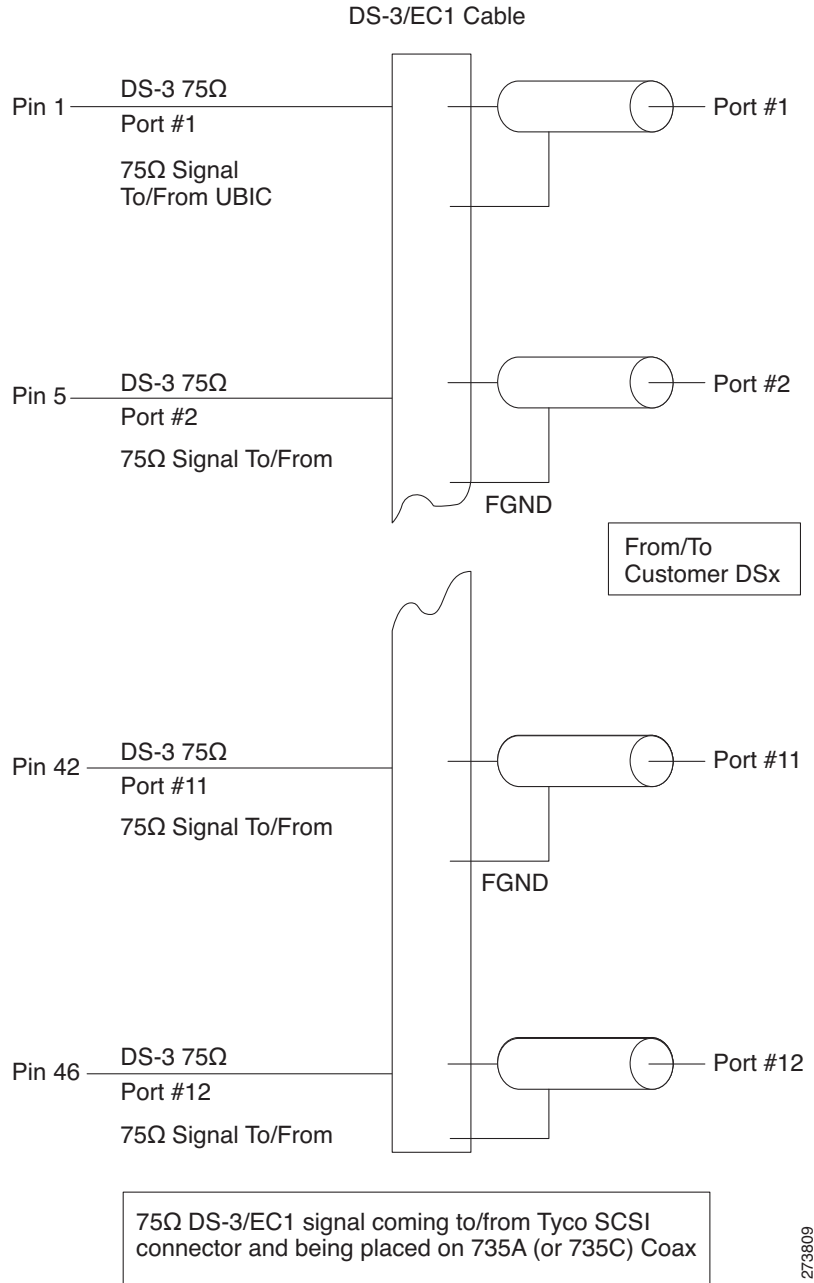 DS-3/EC1 Cable
Pin 1
DS-3 75Ω
Port #1
75Ω Signal
To/From UBIC
Port #1
Pin 5
DS-3 75Ω
Port #2
75Ω Signal To/From
Port #2
FGND
From/To
Customer DSx
Pin 42
DS-3 75Ω
Port #11
75Ω Signal To/From
Port #11
FGND
Pin 46
DS-3 75Ω
Port #12
75Ω Signal To/From
Port #12
75Ω DS-3/EC1 signal coming to/from Tyco SCSI
connector and being placed on 735A (or 735C) Coax
273809